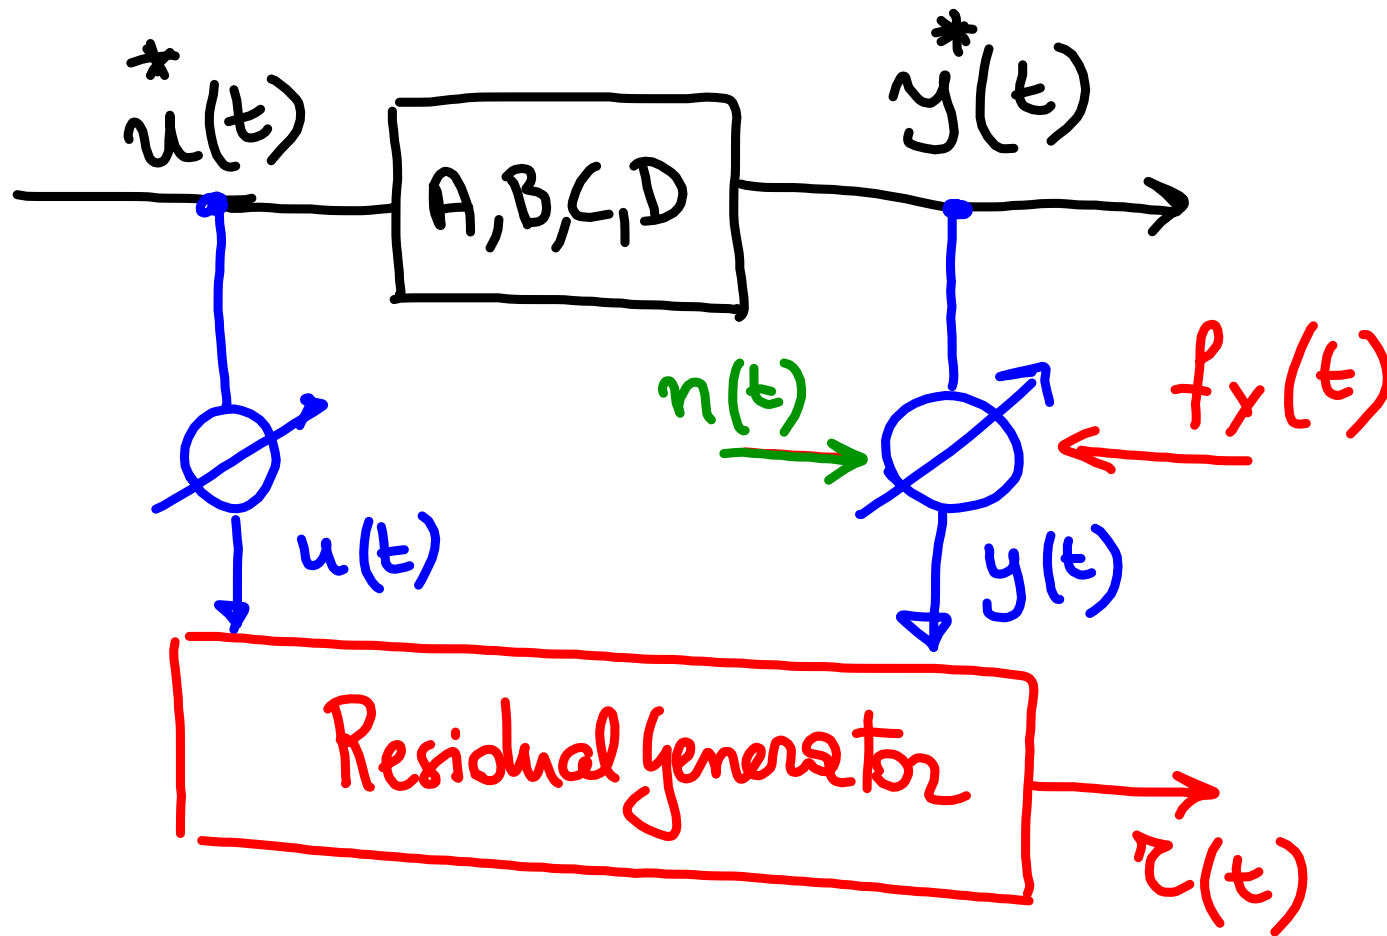 u*(t)
y*(t)
A, B, C, D
n(t)
fy(t)
u(t)
y(t)
Residual Generator
r(t)